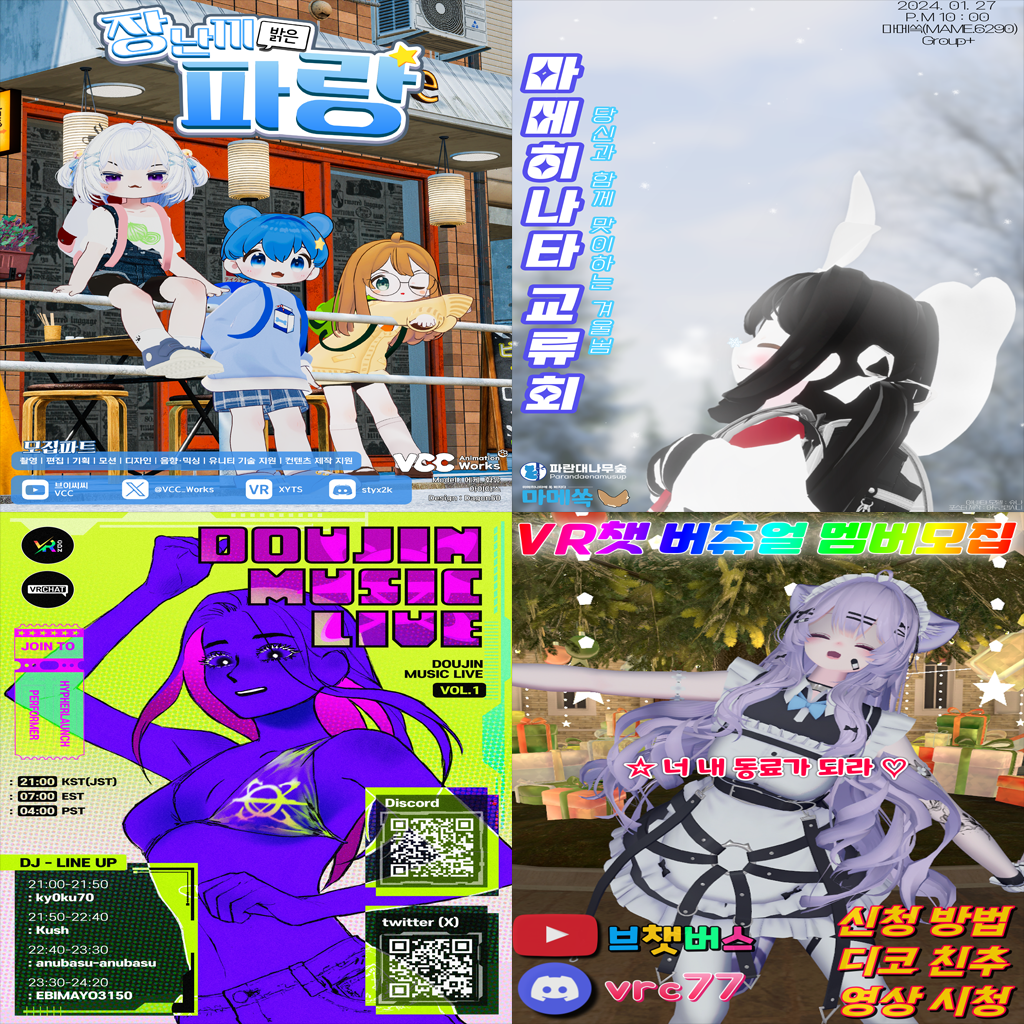 장난끼 밝은
파랑
모집파트
촬영 | 편집 | 기획 | 모션 | 디자인 | 음향·믹싱 | 유니티 기술 지원 | 컨텐츠 제작 지원
VCC Animation Works
브이씨씨
VCC
@VCC_Works
VR XYTS
styx2k
2024. 01. 27
P.M 10 : 00
마메쑥(MAME.6290)
Group+
마메히나타 교류회
당신과 함께 맞이하는 겨울봄
파란대나무숲
Parandaenamusup
마메쑥
VR
ZOO
VRCHAT
DOUJIN
MUSIC
LIVE
DOUJIN
MUSIC LIVE
VOL.1
JOIN TO
HYPHERLAUNCH
PERFORMER
: 21:00 KST(JST)
: 07:00 EST
: 04:00 PST
DJ - LINE UP
21:00-21:50
: ky0ku70
21:50-22:40
: Kush
22:40-23:30
: anubasu-anubasu
23:30-24:20
: EBIMAYO3150
Discord
twitter (X)
VR챗 버츄얼 멤버모집
☆ 너 내 동료가 되라 ♡
브챗버스
vrc77
신청 방법
디코 친추
영상 시청